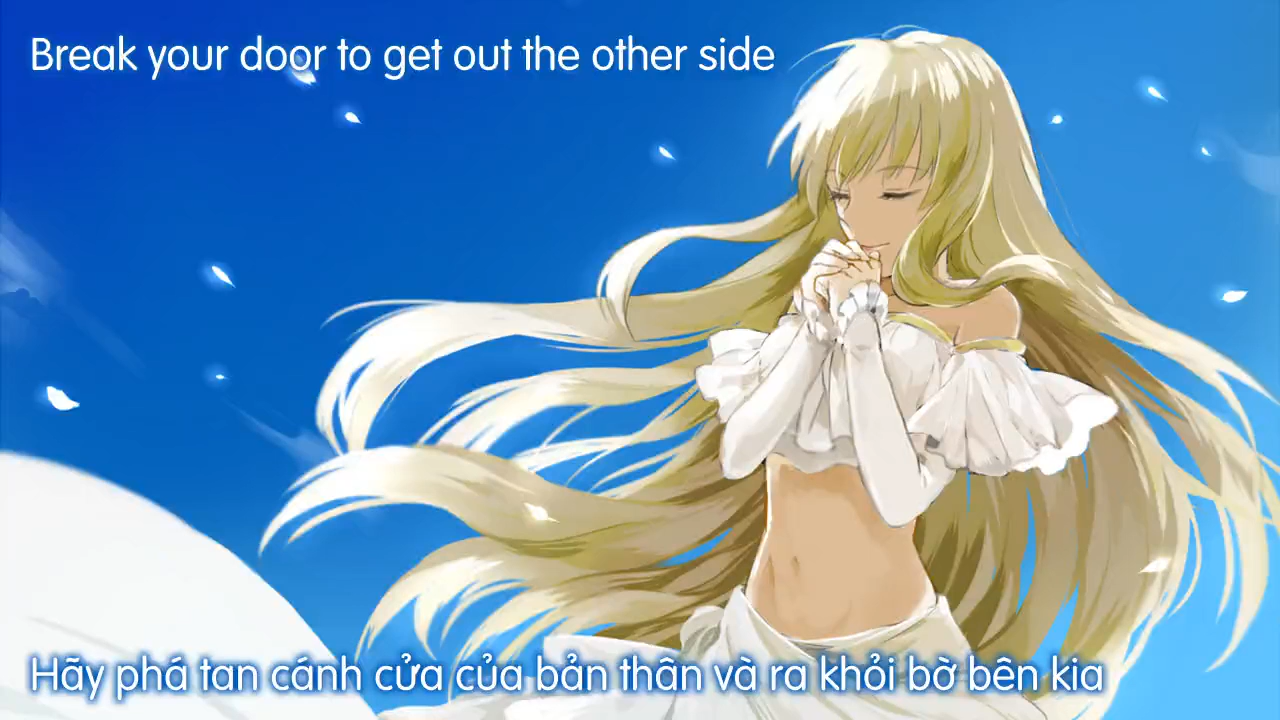 Break your door to get out the other side
Hãy phá tan cánh cửa của bản thân và ra khỏi bờ bên kia